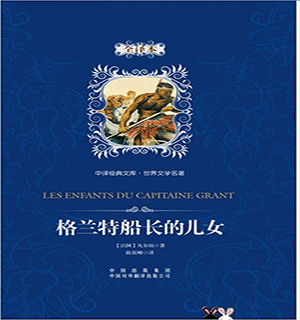 全译本
中译经典文库·世界文学名著
LES ENFANTS DU CAPITAINE GRANT
格兰特船长的儿女
【法国】凡尔纳◎著
中国出版集团
中国对外翻译出版公司